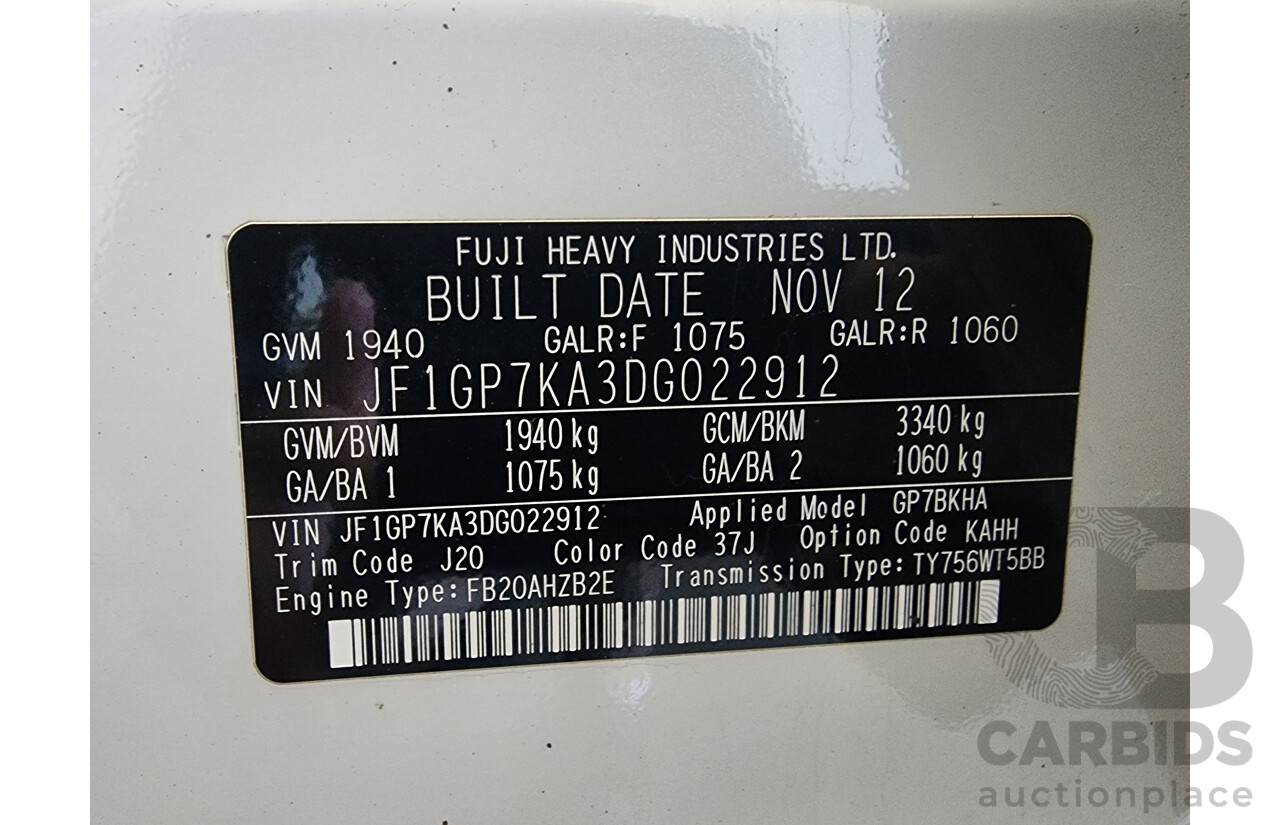 FUJI HEAVY INDUSTRIES LTD.
BUILT DATE NOV 12
GVM 1940 GALR:F 1075 GALR:R 1060
VIN JF1GP7KA3DG022912
GVM/BVM 1940 kg GCM/BKM 3340 kg
GA/BA 1 1075 kg GA/BA 2 1060 kg
VIN JF1GP7KA3DG022912 Applied Model GP7BKHA
Trim Code J20 Color Code 37J Option Code KAHH
Engine Type:FB20AHZB2E Transmission Type:TY756WT5BB
B
CARBIDS
auctionplace